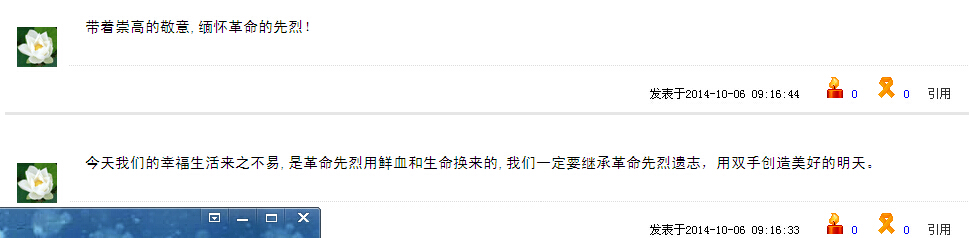 带着崇高的敬意,缅怀革命的先烈!
发表于2014-10-06 09:16:44 0 0 引用
今天我们的幸福生活来之不易,是革命先烈用鲜血和生命换来的,我们一定要继承革命先烈遗志，用双手创造美好的明天。
发表于2014-10-06 09:16:33 0 0 引用